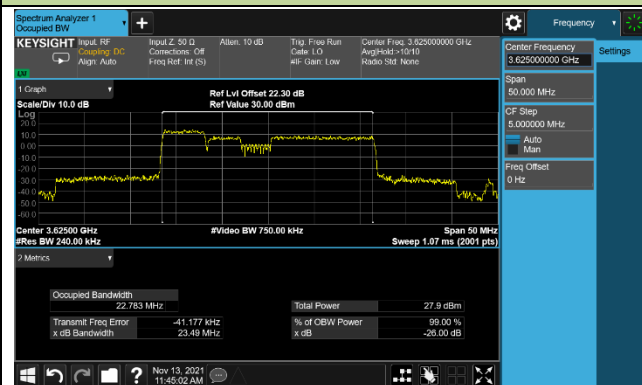 Spectrum Analyzer 1
Occupied BW
Frequency
KEYSIGHT
Input: RF
Coupling: DC
Align: Auto
Input Z: 50 Ω
Corrections: Off
Freq Ref: Int (S)
Atten: 10 dB
Trig: Free Run
Gate: LO
#IF Gain: Low
Center Freq: 3.625000000 GHz
Avg|Hold:>10/10
Radio Std: None
LVI
Center Frequency
3.625000000 GHz
Settings
Span
50.000 MHz
CF Step
5.000000 MHz
Auto
Man
Freq Offset
0 Hz
1 Graph
Scale/Div 10.0 dB
Ref Lvl Offset 22.30 dB
Ref Value 30.00 dBm
Log
20.0
10.0
0.00
-10.0
-20.0
-30.0
-40.0
-50.0
-60.0
Center 3.62500 GHz
#Res BW 240.00 kHz
#Video BW 750.00 kHz
Span 50 MHz
Sweep 1.07 ms (2001 pts)
2 Metrics
Occupied Bandwidth
22.783 MHz
Total Power 27.9 dBm
Transmit Freq Error -41.177 kHz
% of OBW Power 99.00 %
x dB Bandwidth 23.49 MHz
x dB -26.00 dB
?
Nov 13, 2021
11:45:02 AM